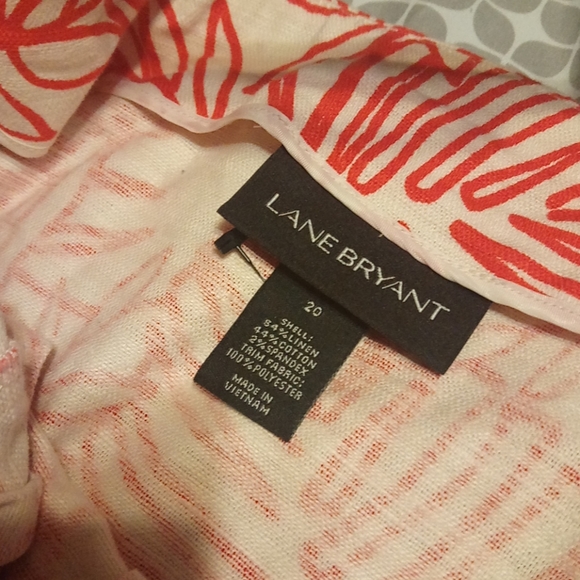 LANE BRYANT
20
SHELL:
54% LINEN
44% COTTON
2% SPANDEX
TRIM FABRIC:
100% POLYESTER
MADE IN
VIETNAM